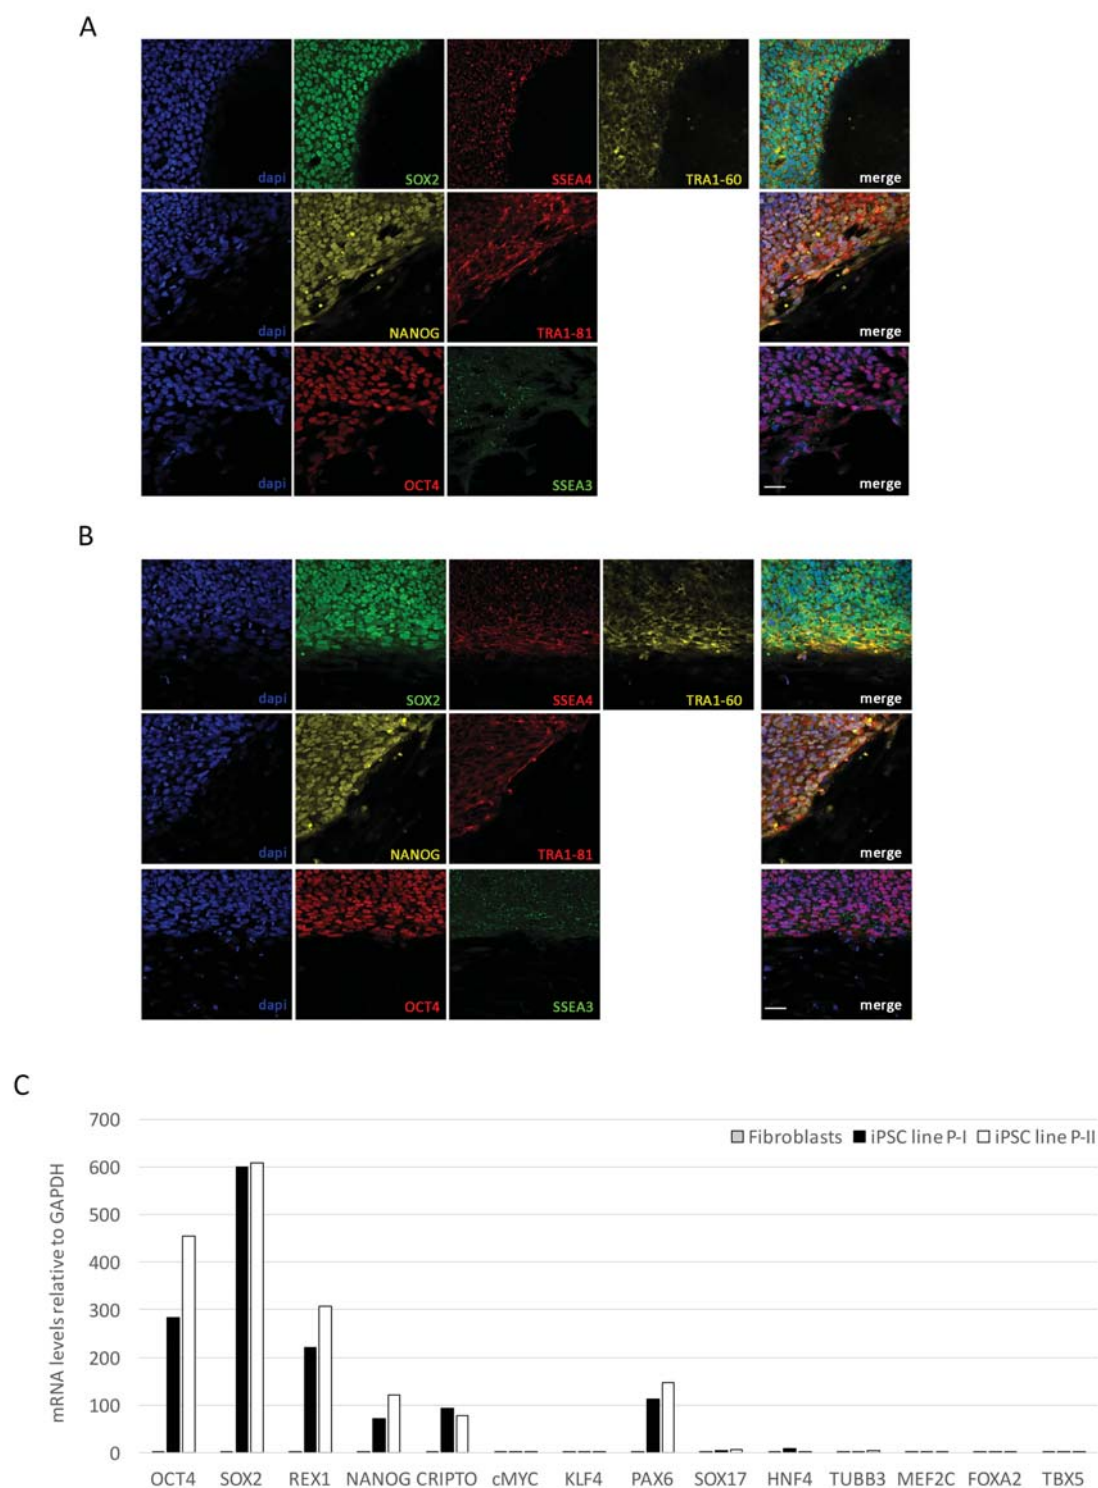 A
dapi SOX2 SSEA4 TRA1-60 merge
dapi NANOG TRA1-81 merge
dapi OCT4 SSEA3 merge
B
dapi SOX2 SSEA4 TRA1-60 merge
dapi NANOG TRA1-81 merge
dapi OCT4 SSEA3 merge
C
mRNA levels relative to GAPDH
Fibroblasts iPSC line P-I iPSC line P-II
700
600
500
400
300
200
100
0
OCT4 SOX2 REX1 NANOG CRIPTO cMYC KLF4 PAX6 SOX17 HNF4 TUBB3 MEF2C FOXA2 TBX5